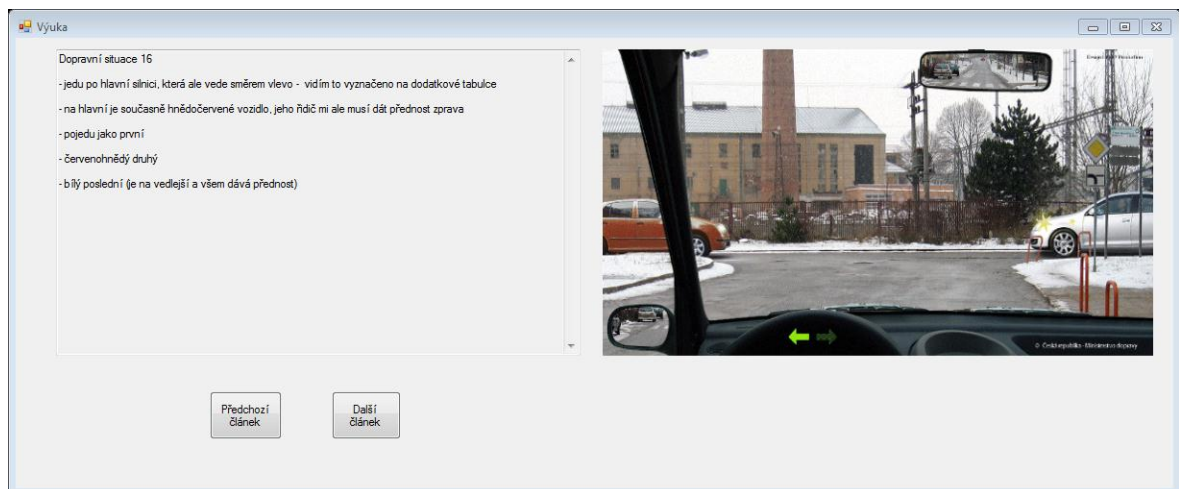 Výuka
Dopravní situace 16
- jedu po hlavní silnici, která ale vede směrem vlevo - vidím to vyznačeno na dodatkové tabulce
- na hlavní je současně hnědočervené vozidlo, jeho řidič mi ale musí dát přednost zprava
- pojedu jako první
- červenohnědý druhý
- bílý poslední (je na vedlejší a všem dává přednost)
© Česká republika - Ministerstvo dopravy
Předchozí
článek
Další
článek